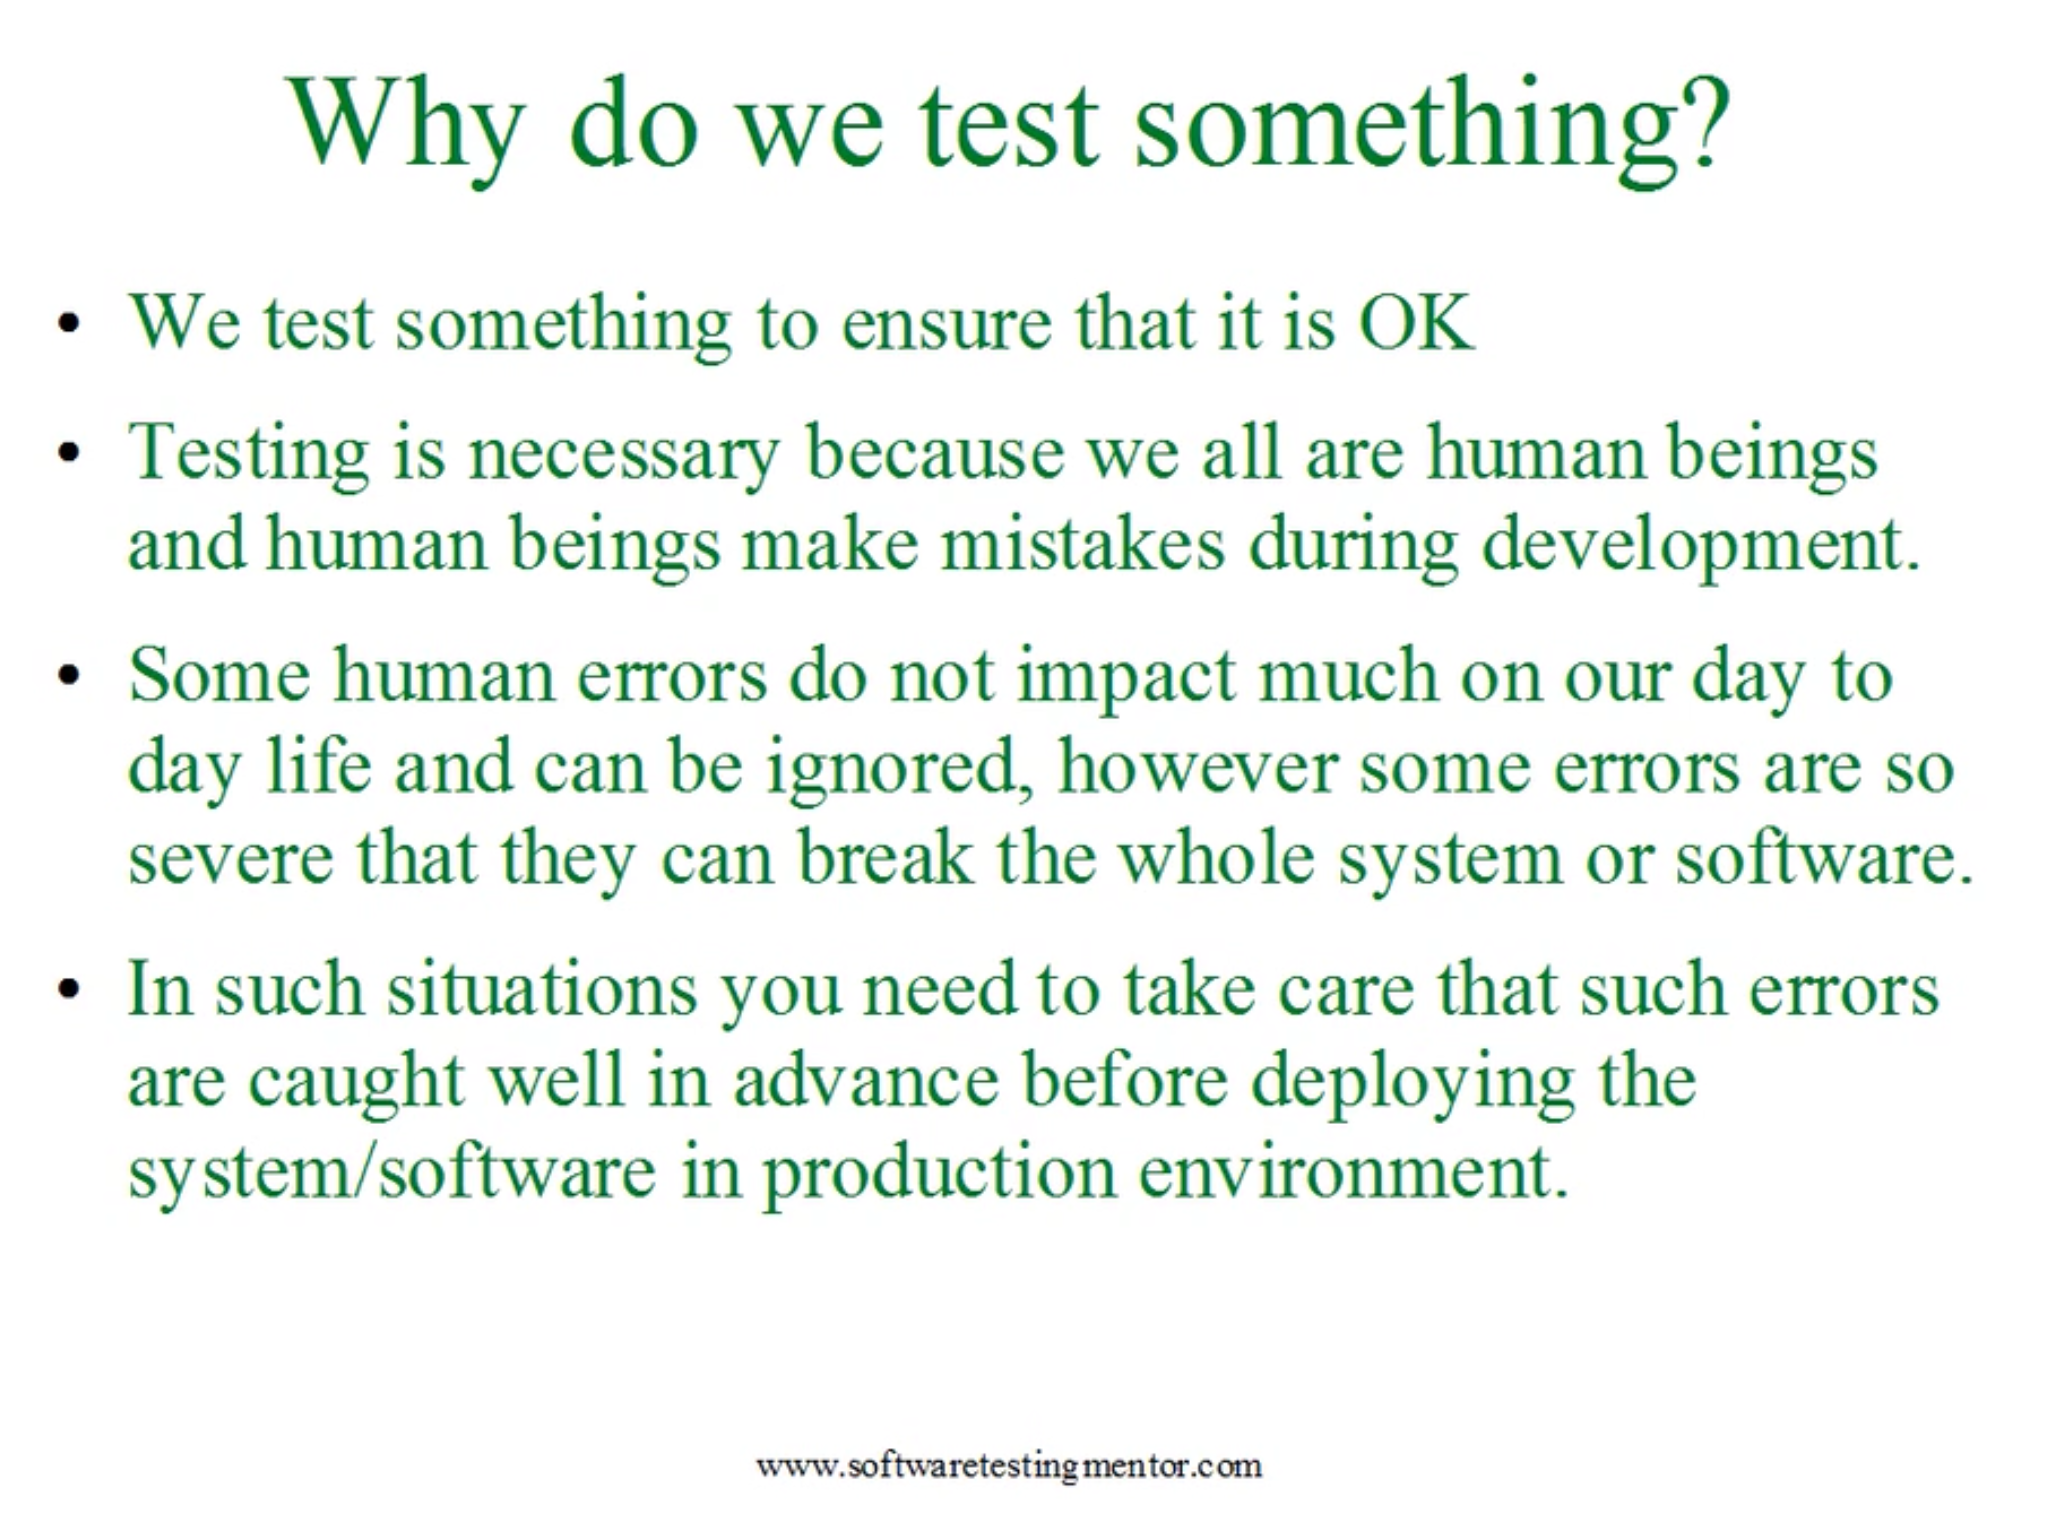 Why do we test something?
• We test something to ensure that it is OK
• Testing is necessary because we all are human beings
and human beings make mistakes during development.
• Some human errors do not impact much on our day to
day life and can be ignored, however some errors are so
severe that they can break the whole system or software.
• In such situations you need to take care that such errors
are caught well in advance before deploying the
system/software in production environment.
www.softwaretestingmentor.com